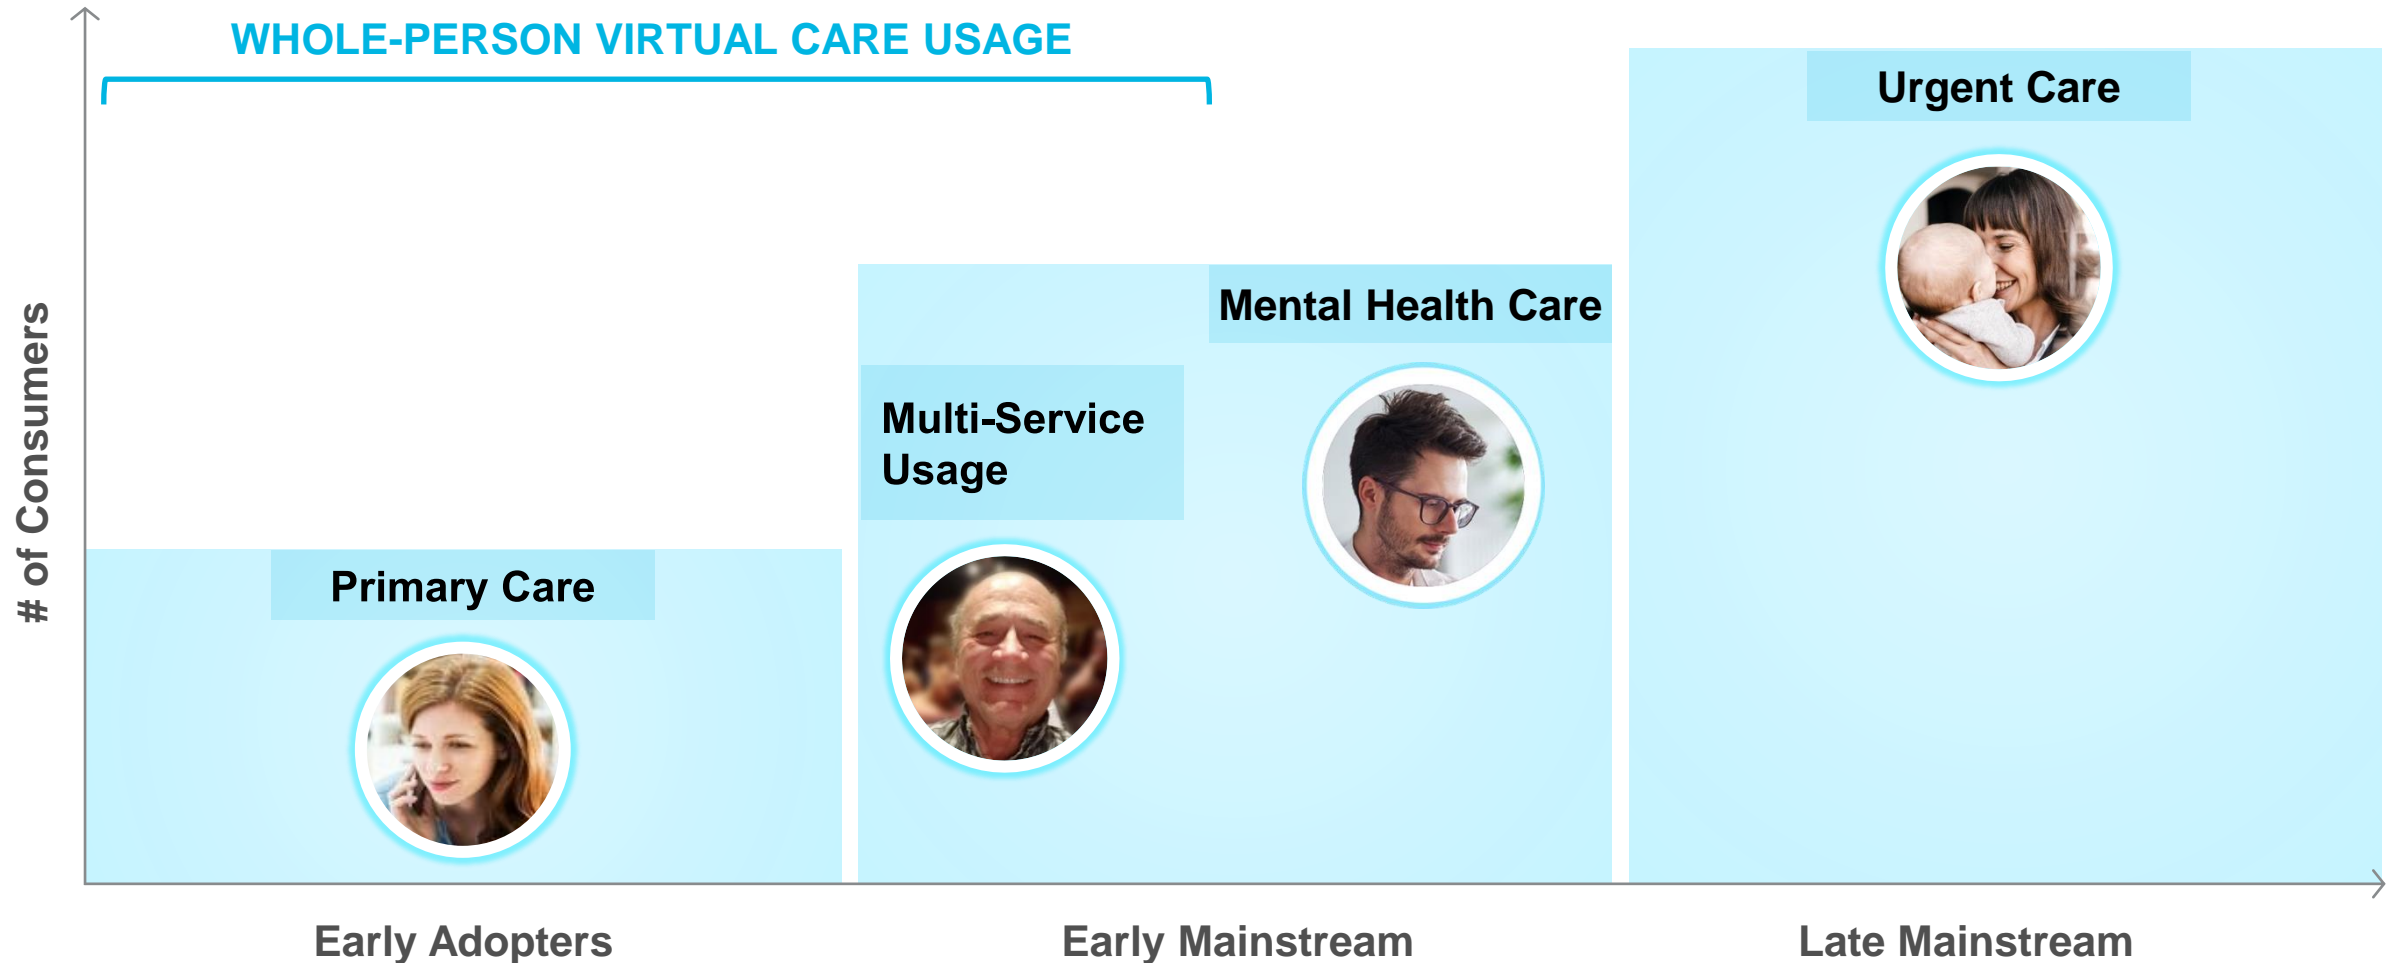 WHOLE-PERSON VIRTUAL CARE USAGE
Urgent Care
Mental Health Care
Multi-Service
Usage
Primary Care
# of Consumers
Early Adopters
Early Mainstream
Late Mainstream